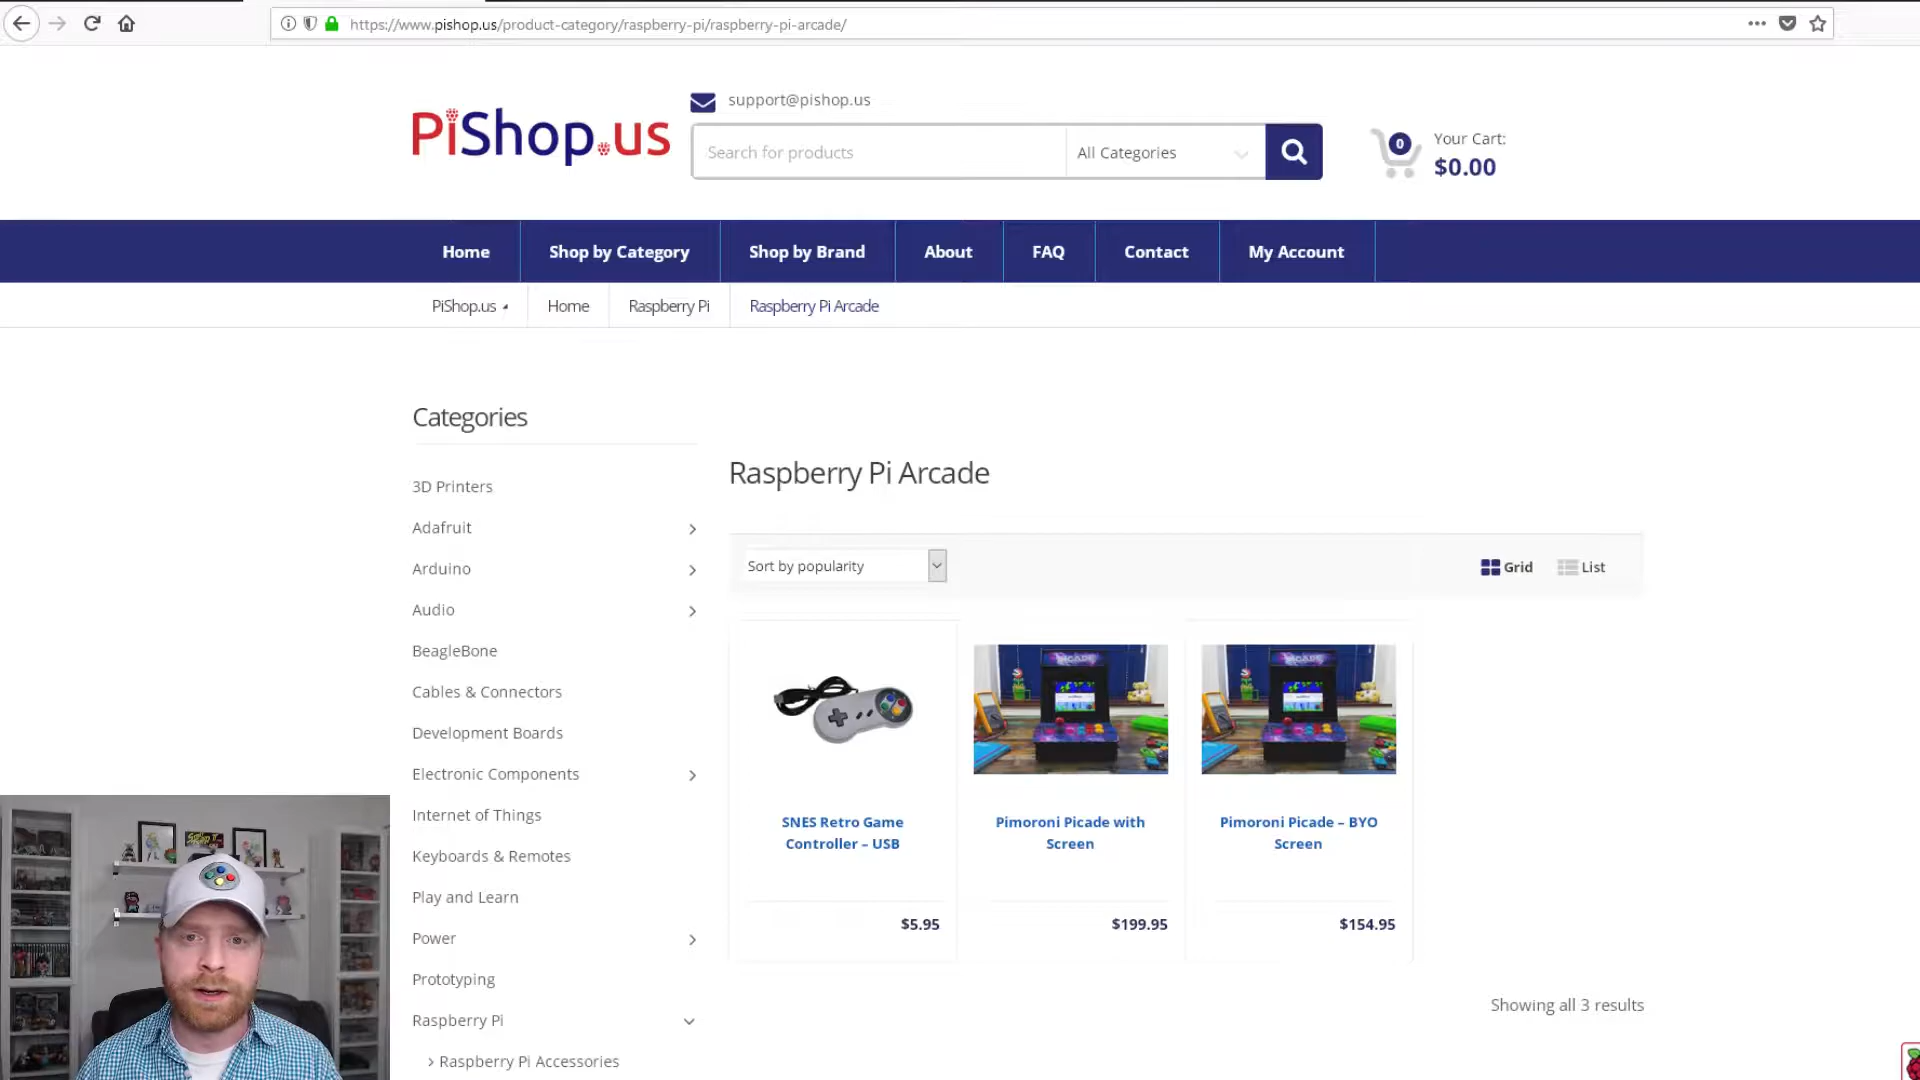 https://www.pishop.us/product-category/raspberry-pi/raspberry-pi-arcade/
support@pishop.us
PiShop.us
Search for products
All Categories
0
Your Cart:
$0.00
Home
Shop by Category
Shop by Brand
About
FAQ
Contact
My Account
PiShop.us
Home
Raspberry Pi
Raspberry Pi Arcade
Categories
3D Printers
Adafruit
Arduino
Audio
BeagleBone
Cables & Connectors
Development Boards
Electronic Components
Internet of Things
Keyboards & Remotes
Play and Learn
Power
Prototyping
Raspberry Pi
Raspberry Pi Accessories
Raspberry Pi Arcade
Sort by popularity
Grid
List
SNES Retro Game
Controller – USB
$5.95
Pimoroni Picade with
Screen
$199.95
Pimoroni Picade – BYO
Screen
$154.95
Showing all 3 results